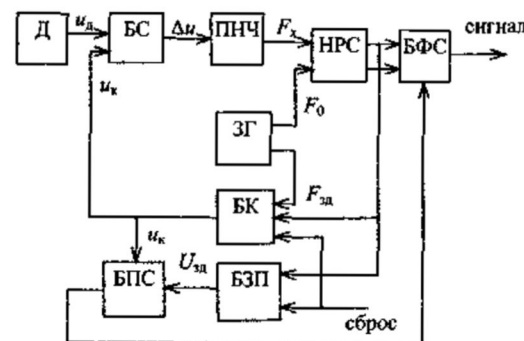 Д
uд
БС
Δu
ПНЧ
Fx
НРС
БФС
сигнал
uк
F0
ЗГ
Fзд
БК
uк
БПС
Uзд
БЗП
сброс